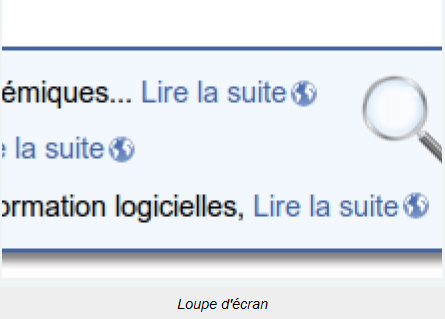 émiques... Lire la suite
la suite
ormation logicielles, Lire la suite
Loupe d'écran